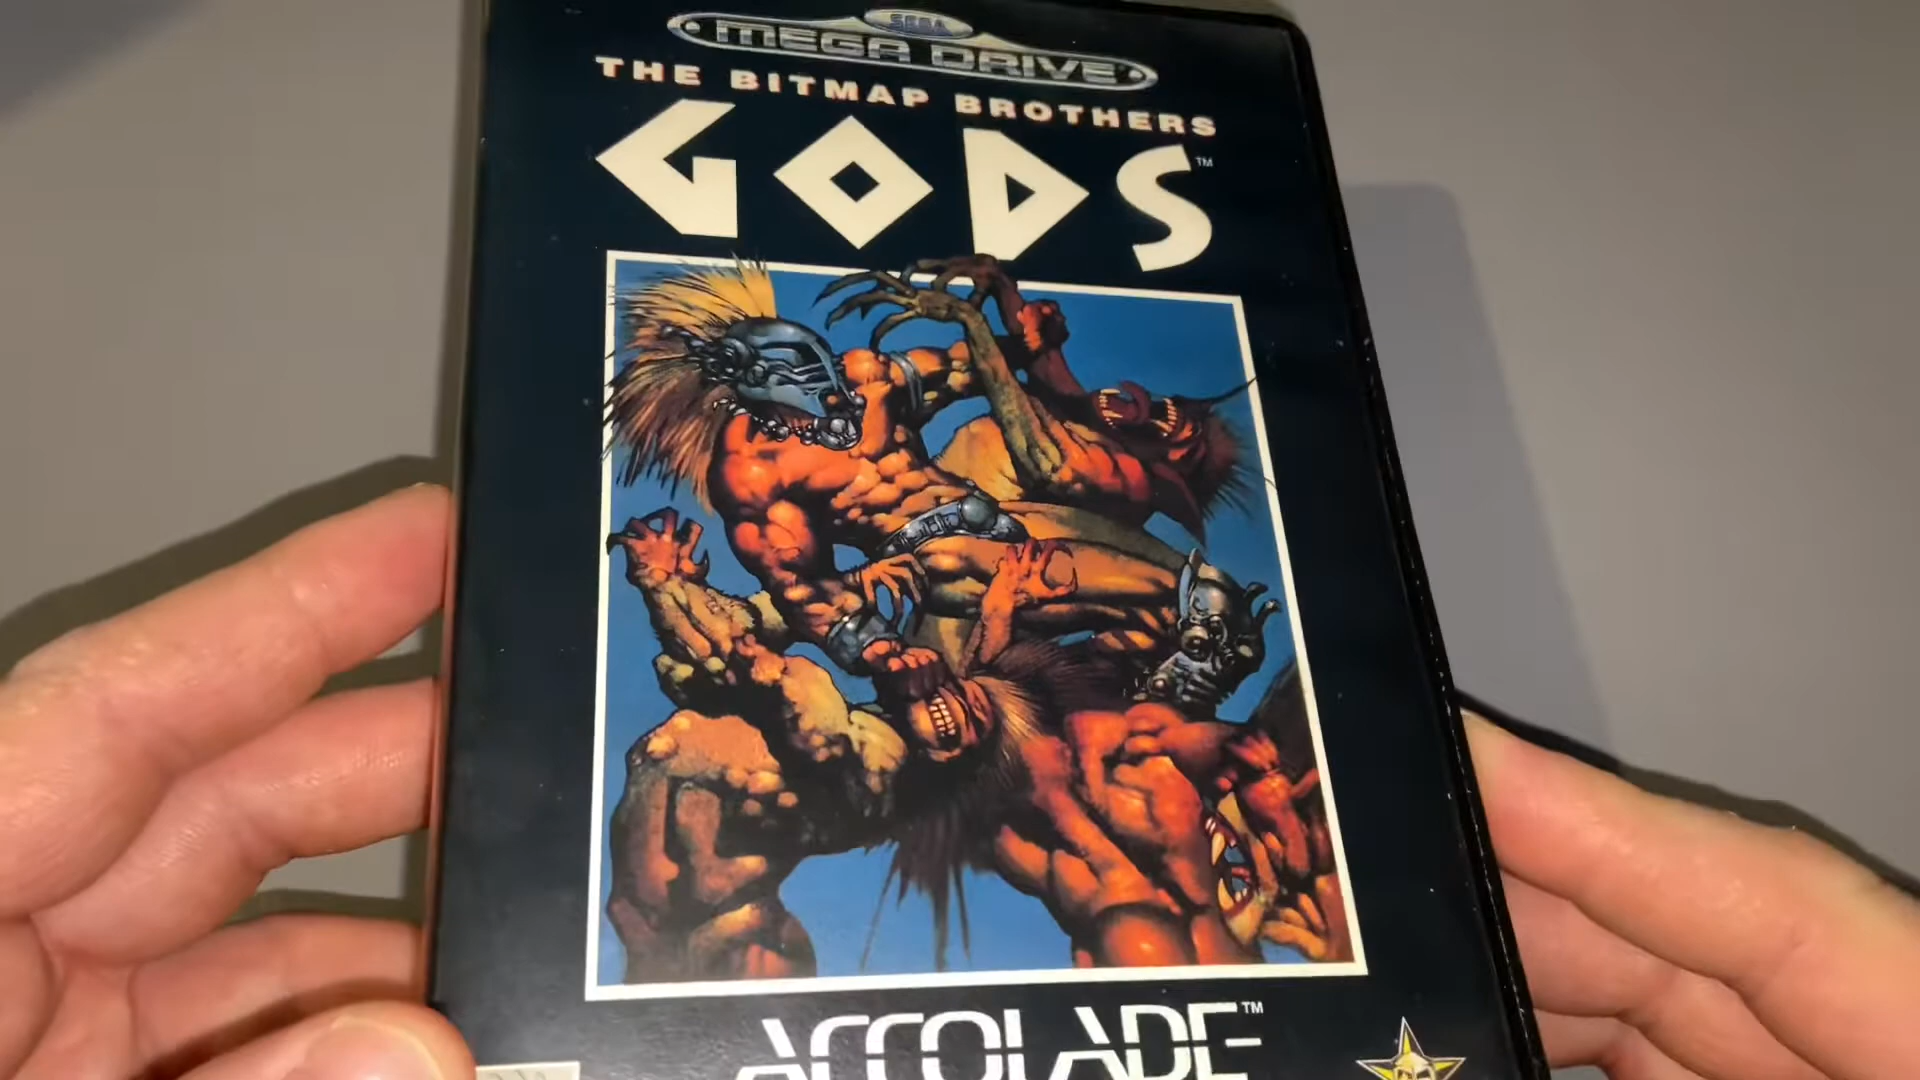 SEGA
MEGA DRIVE
THE BITMAP BROTHERS
GODS™
ACCOLADE™